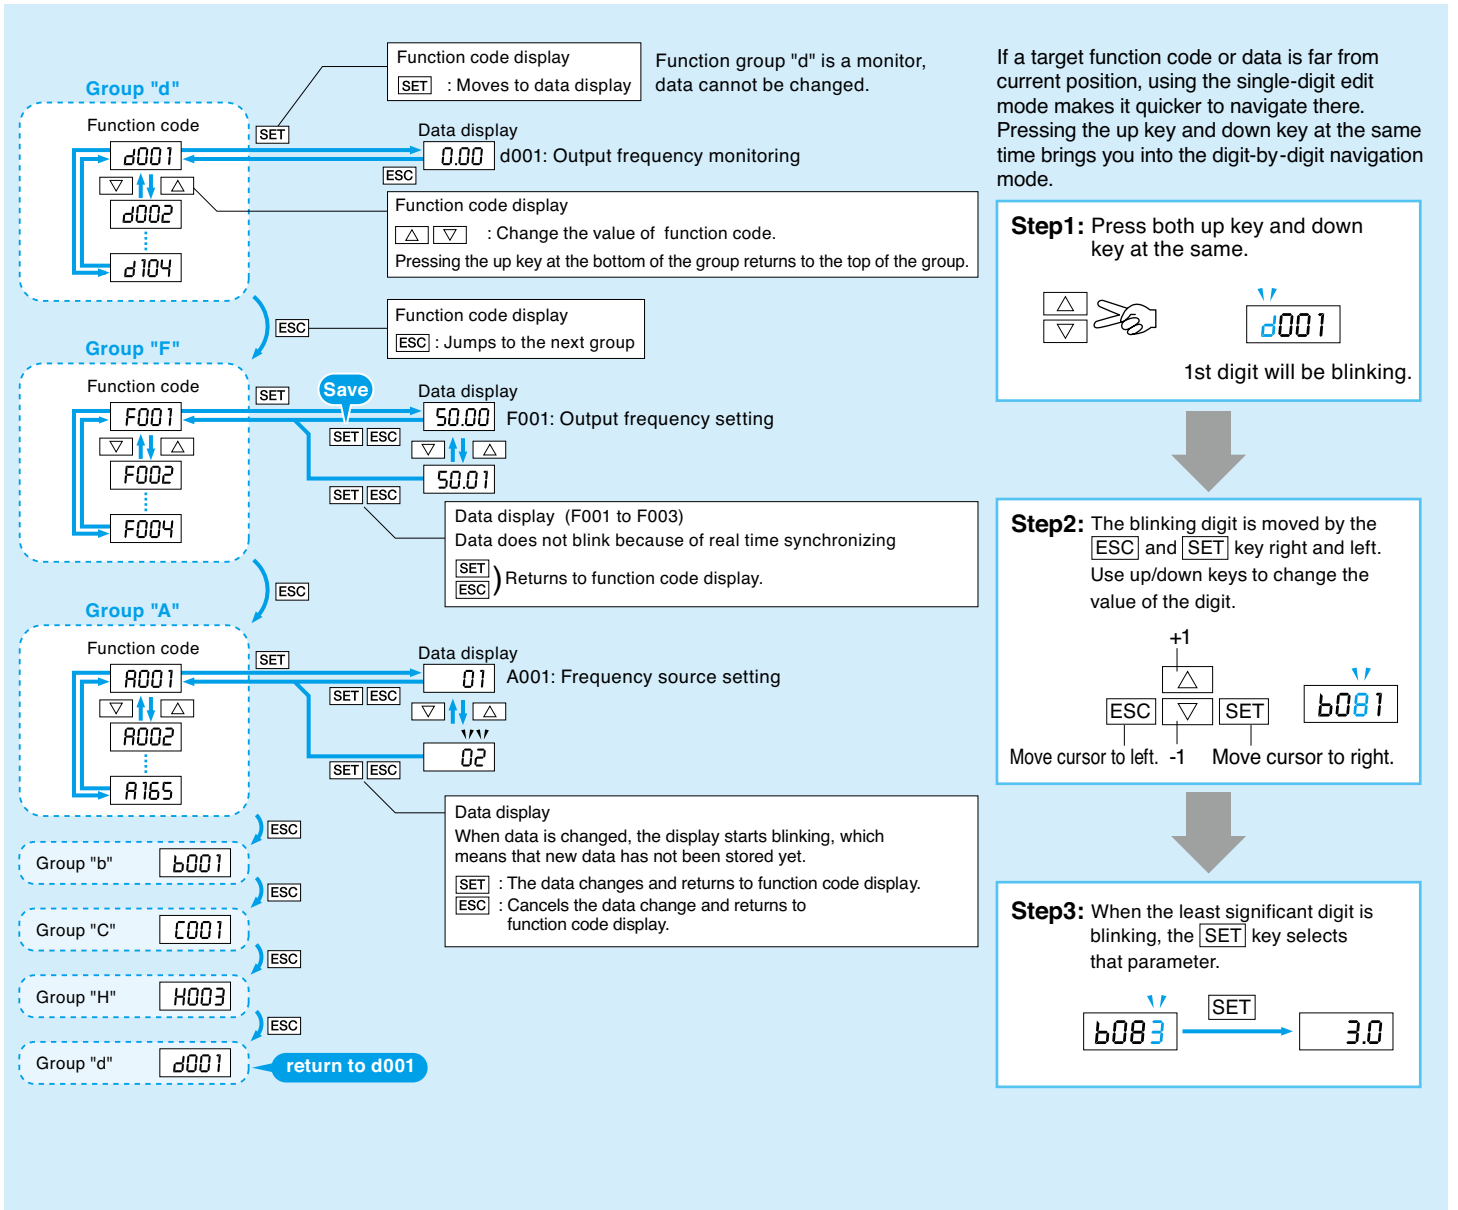 Function code display
SET : Moves to data display
Function group "d" is a monitor,
data cannot be changed.
Group "d"
Function code
SET
Data display
d001
0.00
d001: Output frequency monitoring
ESC
d002
Function code display
: Change the value of function code.
Pressing the up key at the bottom of the group returns to the top of the group.
d104
ESC
Function code display
ESC : Jumps to the next group
Group "F"
Function code
SET
Save
Data display
F001
50.00
F001: Output frequency setting
SET ESC
F002
50.01
SET ESC
F004
Data display (F001 to F003)
Data does not blink because of real time synchronizing
SET
ESC
) Returns to function code display.
ESC
Group "A"
Function code
SET
Data display
A001
01
A001: Frequency source setting
SET ESC
A002
02
SET ESC
A165
Data display
When data is changed, the display starts blinking, which
means that new data has not been stored yet.
SET : The data changes and returns to function code display.
ESC : Cancels the data change and returns to
function code display.
ESC
Group "b"
b001
ESC
Group "C"
C001
ESC
Group "H"
H003
ESC
Group "d"
d001
return to d001
If a target function code or data is far from
current position, using the single-digit edit
mode makes it quicker to navigate there.
Pressing the up key and down key at the same
time brings you into the digit-by-digit navigation
mode.
Step1: Press both up key and down
key at the same.
d001
1st digit will be blinking.
Step2: The blinking digit is moved by the
ESC and SET key right and left.
Use up/down keys to change the
value of the digit.
+1
ESC
SET
b081
Move cursor to left.
-1
Move cursor to right.
Step3: When the least significant digit is
blinking, the SET key selects
that parameter.
b083
SET
3.0